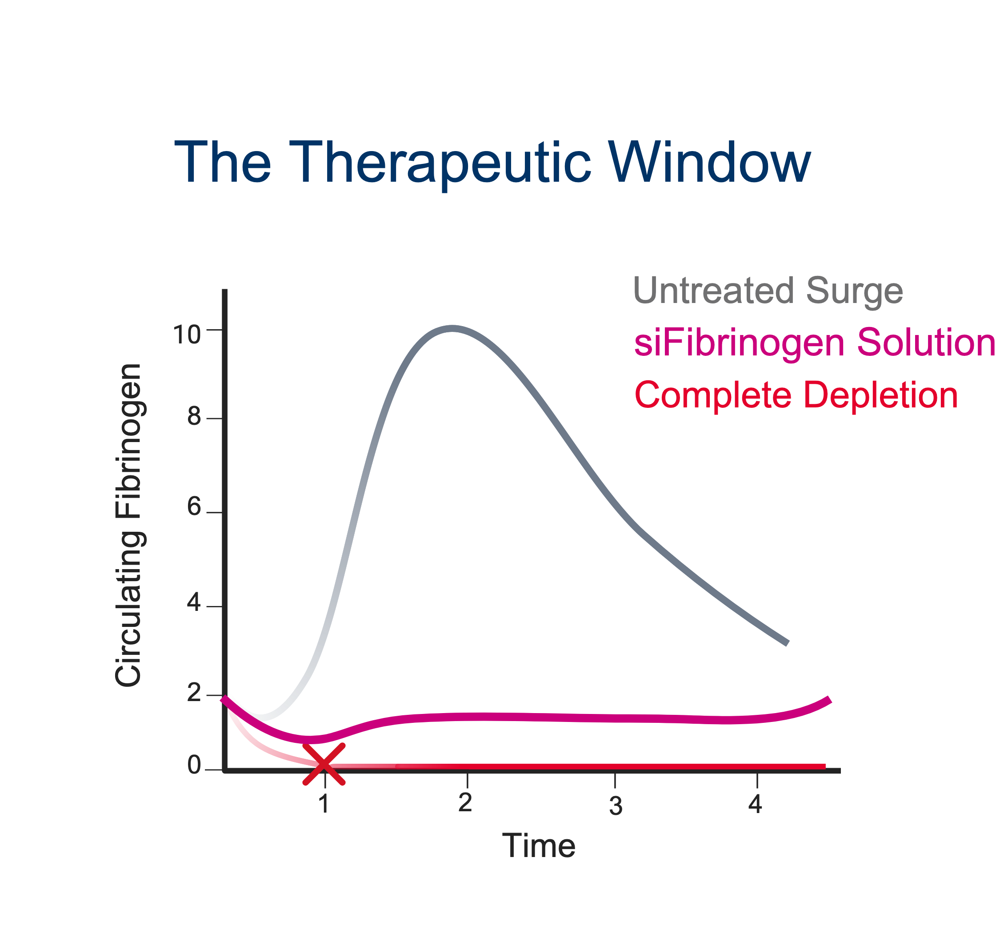 The Therapeutic Window
Untreated Surge
siFibrinogen Solution
Complete Depletion
Circulating Fibrinogen
10
8
6
4
2
0
1
2
3
4
Time